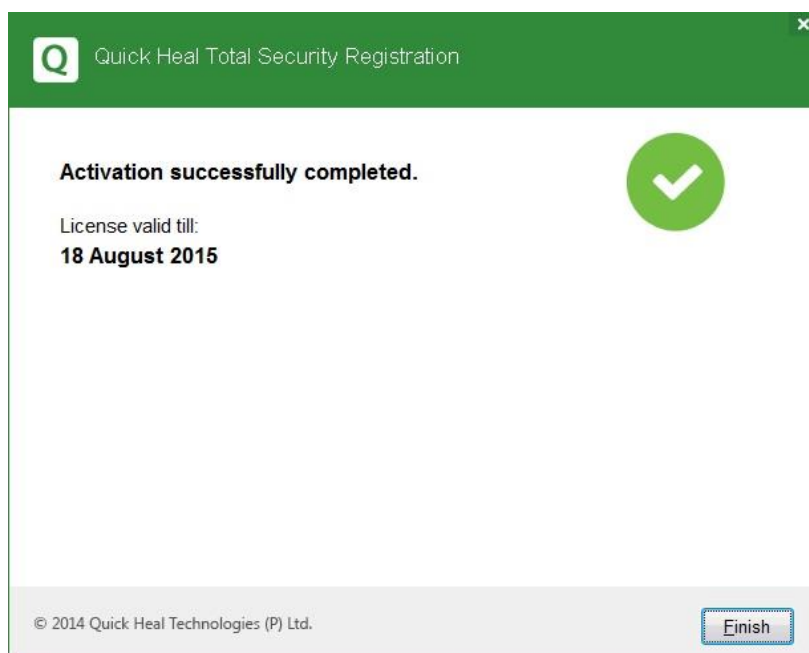 Q Quick Heal Total Security Registration
Activation successfully completed.
License valid till:
18 August 2015
© 2014 Quick Heal Technologies (P) Ltd.
Finish